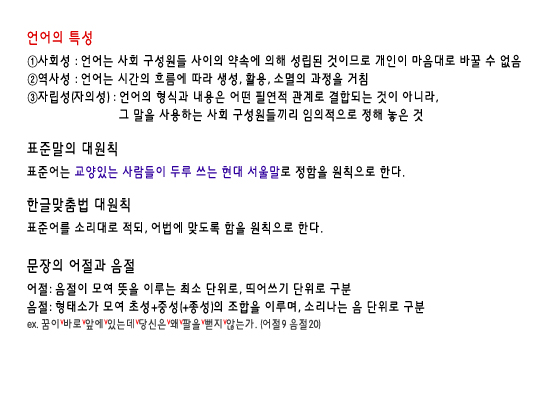 언어의 특성
①사회성 : 언어는 사회 구성원들 사이의 약속에 의해 성립된 것이므로 개인이 마음대로 바꿀 수 없음
②역사성 : 언어는 시간의 흐름에 따라 생성, 활용, 소멸의 과정을 거침
③자립성(자의성) : 언어의 형식과 내용은 어떤 필연적 관계로 결합되는 것이 아니라,
그 말을 사용하는 사회 구성원들끼리 임의적으로 정해 놓은 것
표준말의 대원칙
표준어는 교양있는 사람들이 두루 쓰는 현대 서울말로 정함을 원칙으로 한다.
한글맞춤법 대원칙
표준어를 소리대로 적되, 어법에 맞도록 함을 원칙으로 한다.
문장의 어절과 음절
어절: 음절이 모여 뜻을 이루는 최소 단위로, 띄어쓰기 단위로 구분
음절: 형태소가 모여 초성+중성(+종성)의 조합을 이루며, 소리나는 음 단위로 구분
ex. 꿈이∨바로∨앞에∨있는데∨당신은∨왜∨팔을∨뻗지∨않는가. (어절9 음절20)